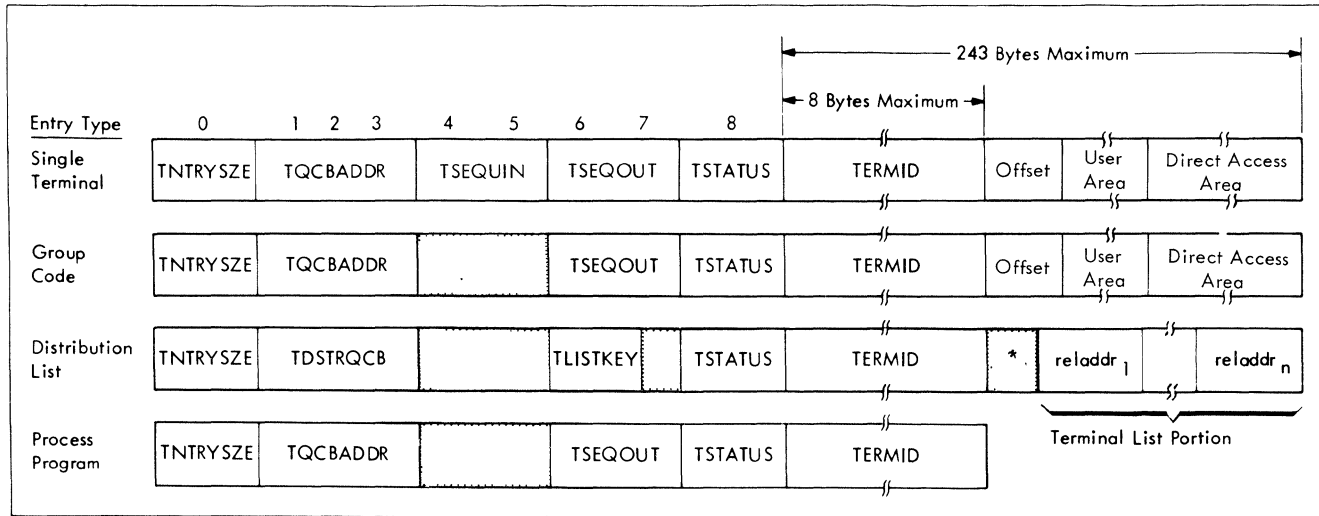 243 Bytes Maximum
8 Bytes Maximum
Entry Type 0 1 2 3 4 5 6 7 8
Single Terminal TNTRYSZE TQCBADDR TSEQUIN TSEQOUT TSTATUS TERMID Offset User Area Direct Access Area
Group Code TNTRYSZE TQCBADDR TSEQOUT TSTATUS TERMID Offset User Area Direct Access Area
Distribution List TNTRYSZE TDSTRQCB TLISTKEY TSTATUS TERMID * reladdr1 reladdrn
Terminal List Portion
Process Program TNTRYSZE TQCBADDR TSEQOUT TSTATUS TERMID